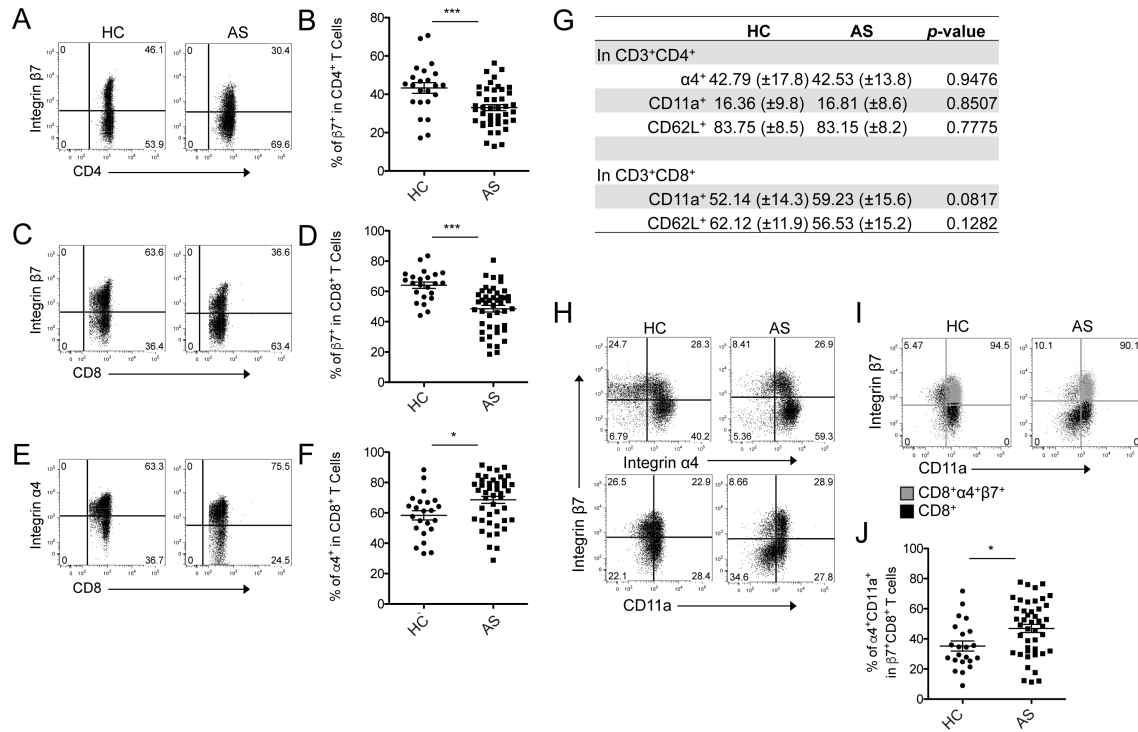 A
HC
AS
Integrin β7
0
46.1
0
53.9
0
30.4
0
69.6
CD4
B
***
% of β7⁺ in CD4⁺ T Cells
80
60
40
20
0
HC
AS
C
Integrin β7
0
63.6
0
36.4
0
36.6
0
63.4
CD8
D
***
% of β7⁺ in CD8⁺ T Cells
100
80
60
40
20
0
HC
AS
E
Integrin α4
0
63.3
0
36.7
0
75.5
0
24.5
CD8
F
*
% of α4⁺ in CD8⁺ T Cells
100
80
60
40
20
0
HC
AS
G
HC AS p-value
In CD3⁺CD4⁺
α4⁺ 42.79 (±17.8) 42.53 (±13.8) 0.9476
CD11a⁺ 16.36 (±9.8) 16.81 (±8.6) 0.8507
CD62L⁺ 83.75 (±8.5) 83.15 (±8.2) 0.7775
In CD3⁺CD8⁺
CD11a⁺ 52.14 (±14.3) 59.23 (±15.6) 0.0817
CD62L⁺ 62.12 (±11.9) 56.53 (±15.2) 0.1282
H
HC
AS
Integrin β7
24.7
28.3
6.79
40.2
8.41
26.9
5.36
59.3
Integrin α4
26.5
22.9
22.1
28.4
8.66
28.9
34.6
27.8
CD11a
I
HC
AS
Integrin β7
5.47
94.5
0
0
10.1
90.1
0
0
CD11a
CD8⁺α4⁺β7⁺
CD8⁺
J
*
% of α4⁺CD11a⁺
in β7⁺CD8⁺ T cells
100
80
60
40
20
0
HC
AS